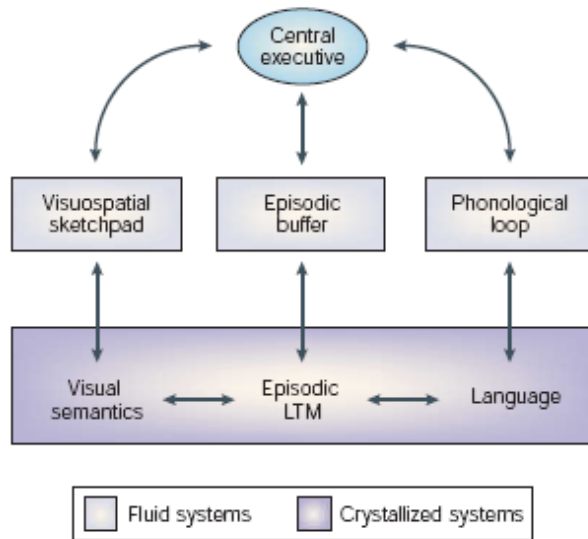 Central
executive
Visuospatial
sketchpad
Episodic
buffer
Phonological
loop
Visual
semantics
Episodic
LTM
Language
Fluid systems
Crystallized systems